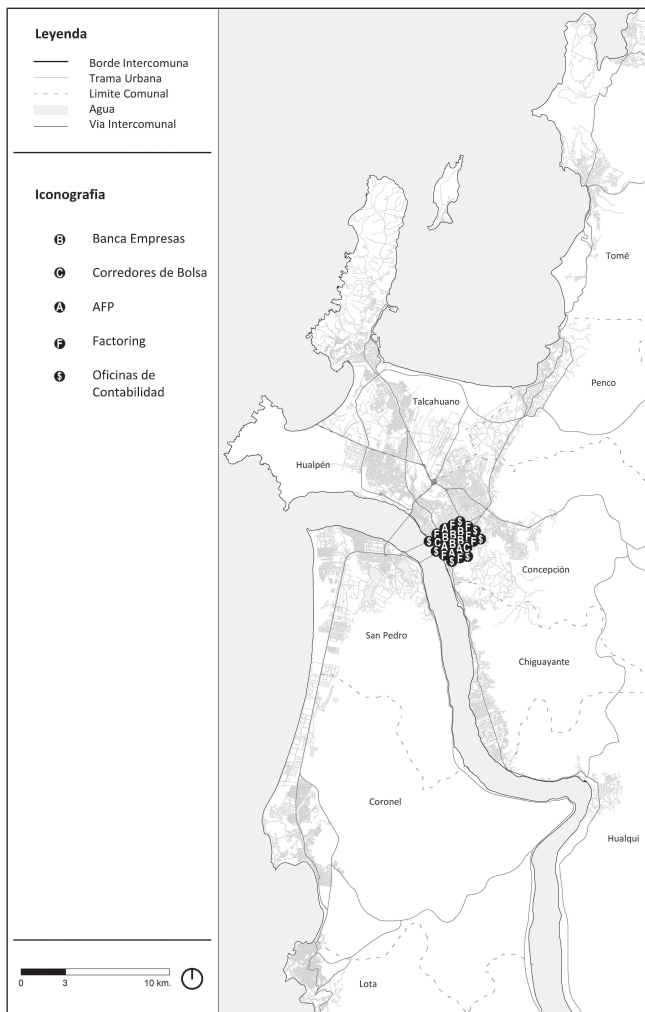 Leyenda
Borde Intercomuna
Trama Urbana
Limite Comunal
Agua
Via Intercomunal
Iconografia
B Banca Empresas
C Corredores de Bolsa
A AFP
F Factoring
$ Oficinas de
Contabilidad
0 3 10 km.
Tomé
Penco
Talcahuano
Hualpén
Concepción
San Pedro
Chiguayante
Coronel
Hualqui
Lota